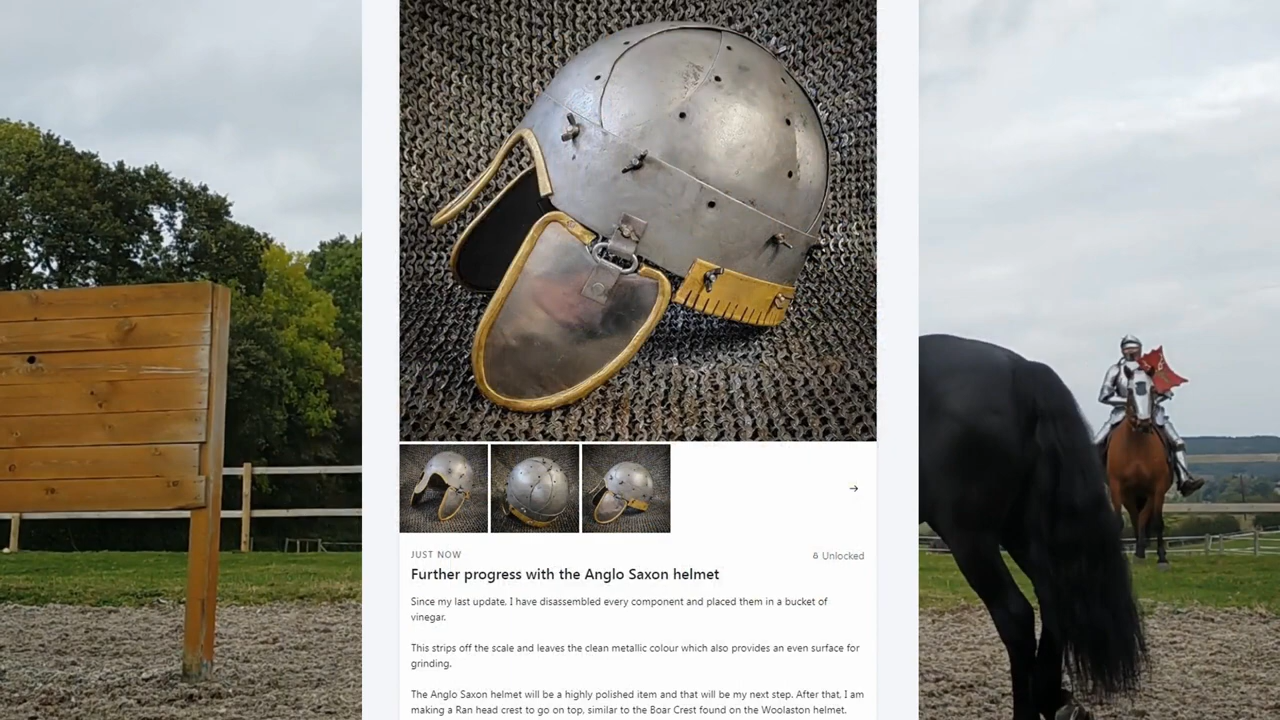 JUST NOW
Unlocked
Further progress with the Anglo Saxon helmet
Since my last update. I have disassembled every component and placed them in a bucket of
vinegar.
This strips off the scale and leaves the clean metallic colour which also provides an even surface for
grinding.
The Anglo Saxon helmet will be a highly polished item and that will be my next step. After that, I am
making a Ran head crest to go on top, similar to the Boar Crest found on the Woolaston helmet.